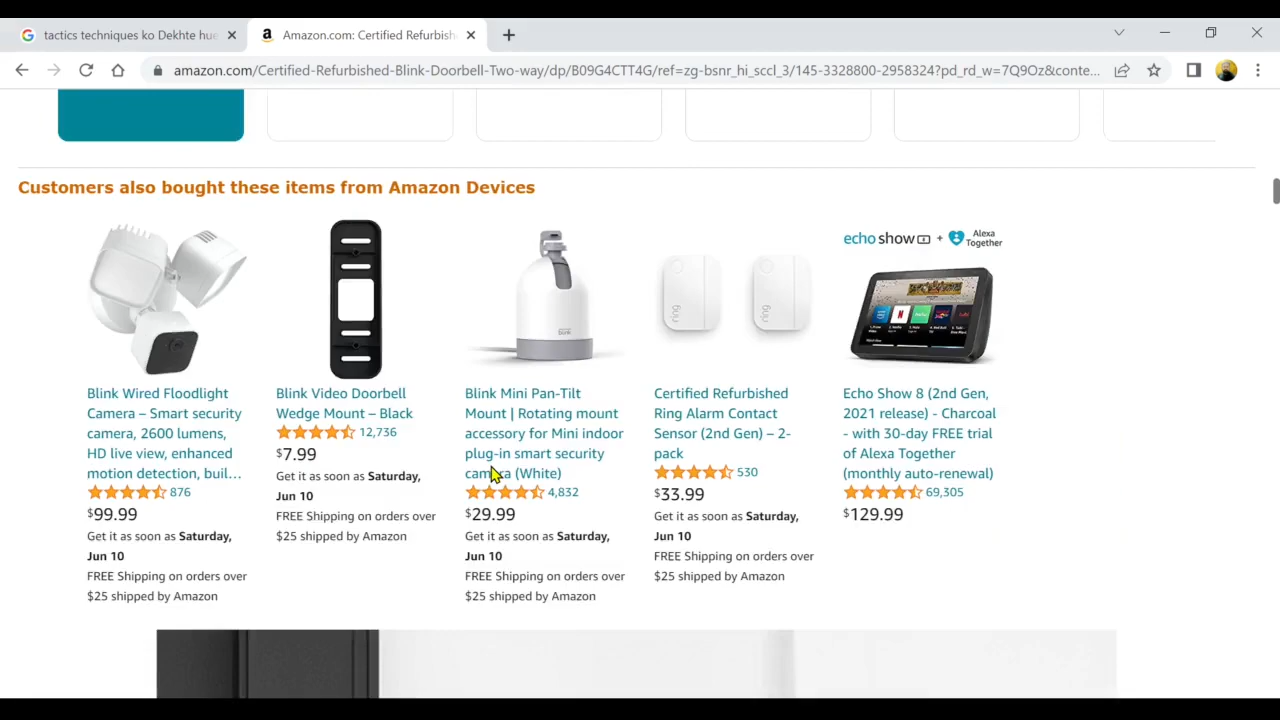 tactics techniques ko Dekhte hue
Amazon.com: Certified Refurbish
amazon.com/Certified-Refurbished-Blink-Doorbell-Two-way/dp/B09G4CTT4G/ref=zg-bsnr_hi_sccl_3/145-3328800-2958324?pd_rd_w=7Q9Oz&conte...
Customers also bought these items from Amazon Devices
blink
ring
ring
echo show 8 + Alexa
Together
Blink Wired Floodlight
Camera – Smart security
camera, 2600 lumens,
HD live view, enhanced
motion detection, buil...
876
$99.99
Get it as soon as Saturday,
Jun 10
FREE Shipping on orders over
$25 shipped by Amazon
Blink Video Doorbell
Wedge Mount – Black
12,736
$7.99
Get it as soon as Saturday,
Jun 10
FREE Shipping on orders over
$25 shipped by Amazon
Blink Mini Pan-Tilt
Mount | Rotating mount
accessory for Mini indoor
plug-in smart security
camera (White)
4,832
$29.99
Get it as soon as Saturday,
Jun 10
FREE Shipping on orders over
$25 shipped by Amazon
Certified Refurbished
Ring Alarm Contact
Sensor (2nd Gen) – 2-
pack
530
$33.99
Get it as soon as Saturday,
Jun 10
FREE Shipping on orders over
$25 shipped by Amazon
Echo Show 8 (2nd Gen,
2021 release) - Charcoal
- with 30-day FREE trial
of Alexa Together
(monthly auto-renewal)
69,305
$129.99